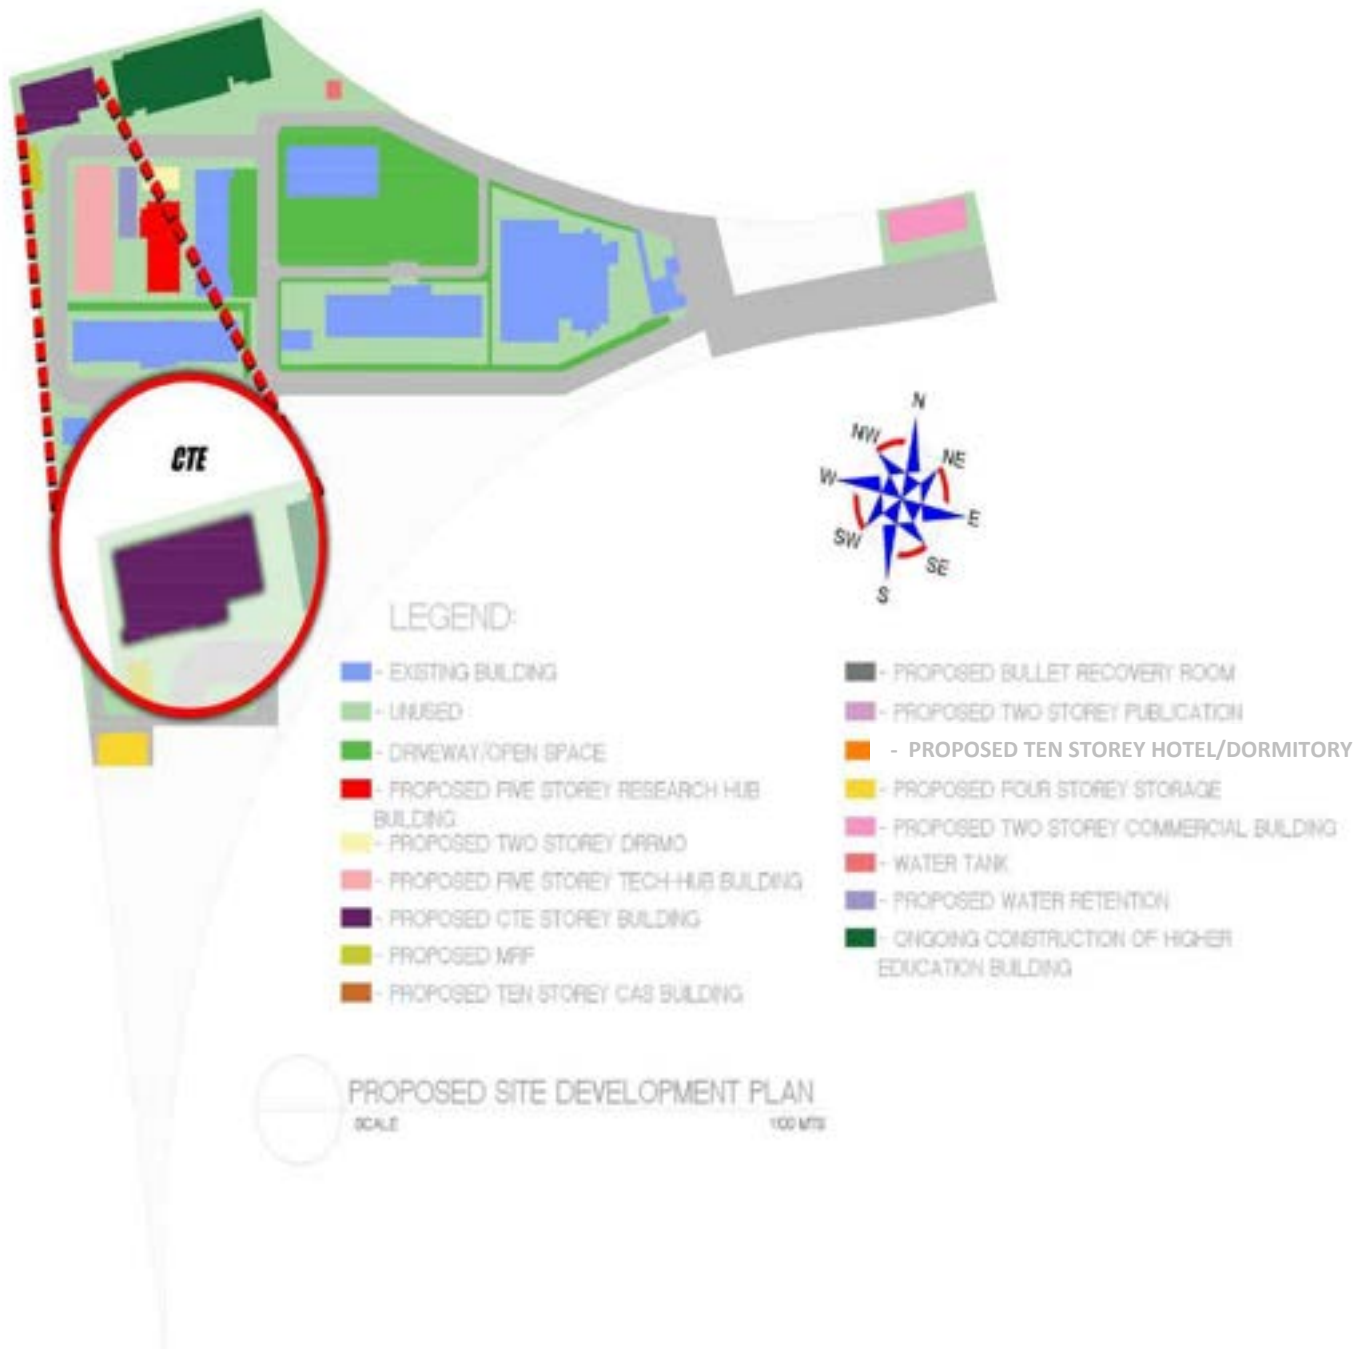 CTE
N
NW
NE
W
E
SW
SE
S
LEGEND:
- EXISTING BUILDING
- UNUSED
- DRIVEWAY/OPEN SPACE
- PROPOSED FIVE STOREY RESEARCH HUB
BUILDING
- PROPOSED TWO STOREY DRRMO
- PROPOSED FIVE STOREY TECH-HUB BUILDING
- PROPOSED CTE STOREY BUILDING
- PROPOSED MRF
- PROPOSED TEN STOREY CAS BUILDING
- PROPOSED BULLET RECOVERY ROOM
- PROPOSED TWO STOREY PUBLICATION
- PROPOSED TEN STOREY HOTEL/DORMITORY
- PROPOSED FOUR STOREY STORAGE
- PROPOSED TWO STOREY COMMERCIAL BUILDING
- WATER TANK
- PROPOSED WATER RETENTION
- ONGOING CONSTRUCTION OF HIGHER
EDUCATION BUILDING
PROPOSED SITE DEVELOPMENT PLAN
SCALE MTS